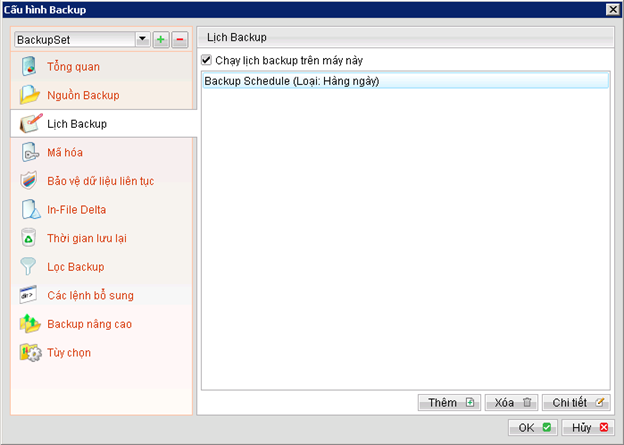 Cấu hình Backup
BackupSet
Tổng quan
Nguồn Backup
Lịch Backup
Mã hóa
Bảo vệ dữ liệu liên tục
In-File Delta
Thời gian lưu lại
Lọc Backup
Các lệnh bổ sung
Backup nâng cao
Tùy chọn
Lịch Backup
Chạy lịch backup trên máy này
Backup Schedule (Loại: Hàng ngày)
Thêm
Xóa
Chi tiết
OK
Hủy